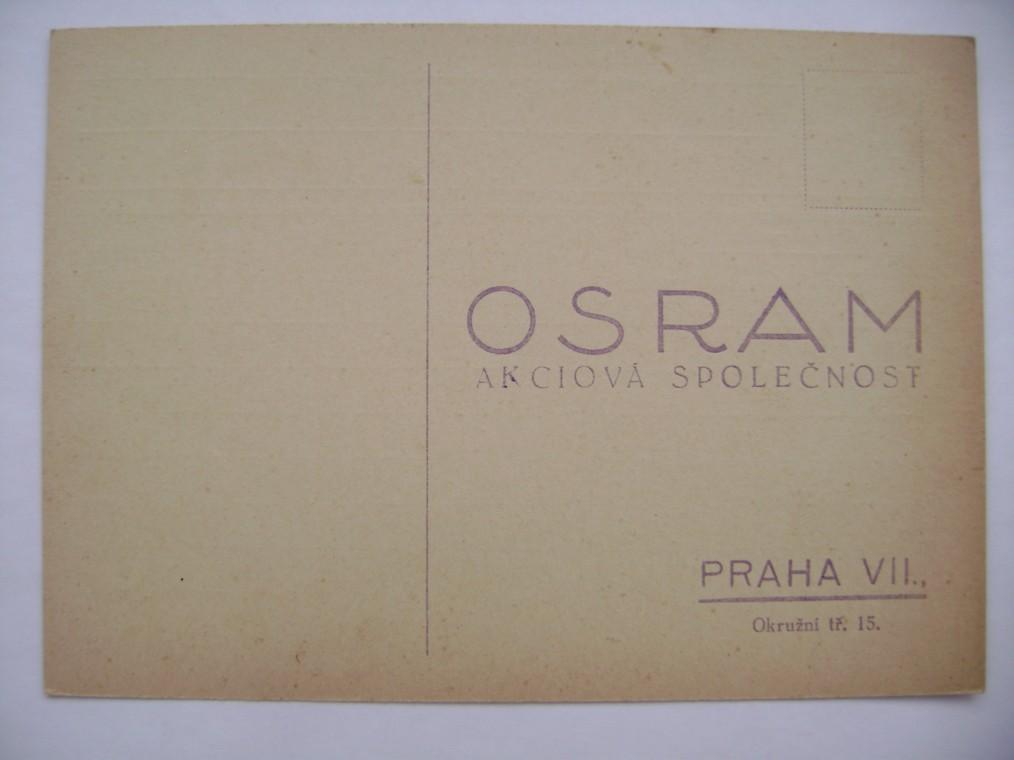 OSRAM
AKCIOVÁ SPOLEČNOST
PRAHA VII.,
Okružní tř. 15.